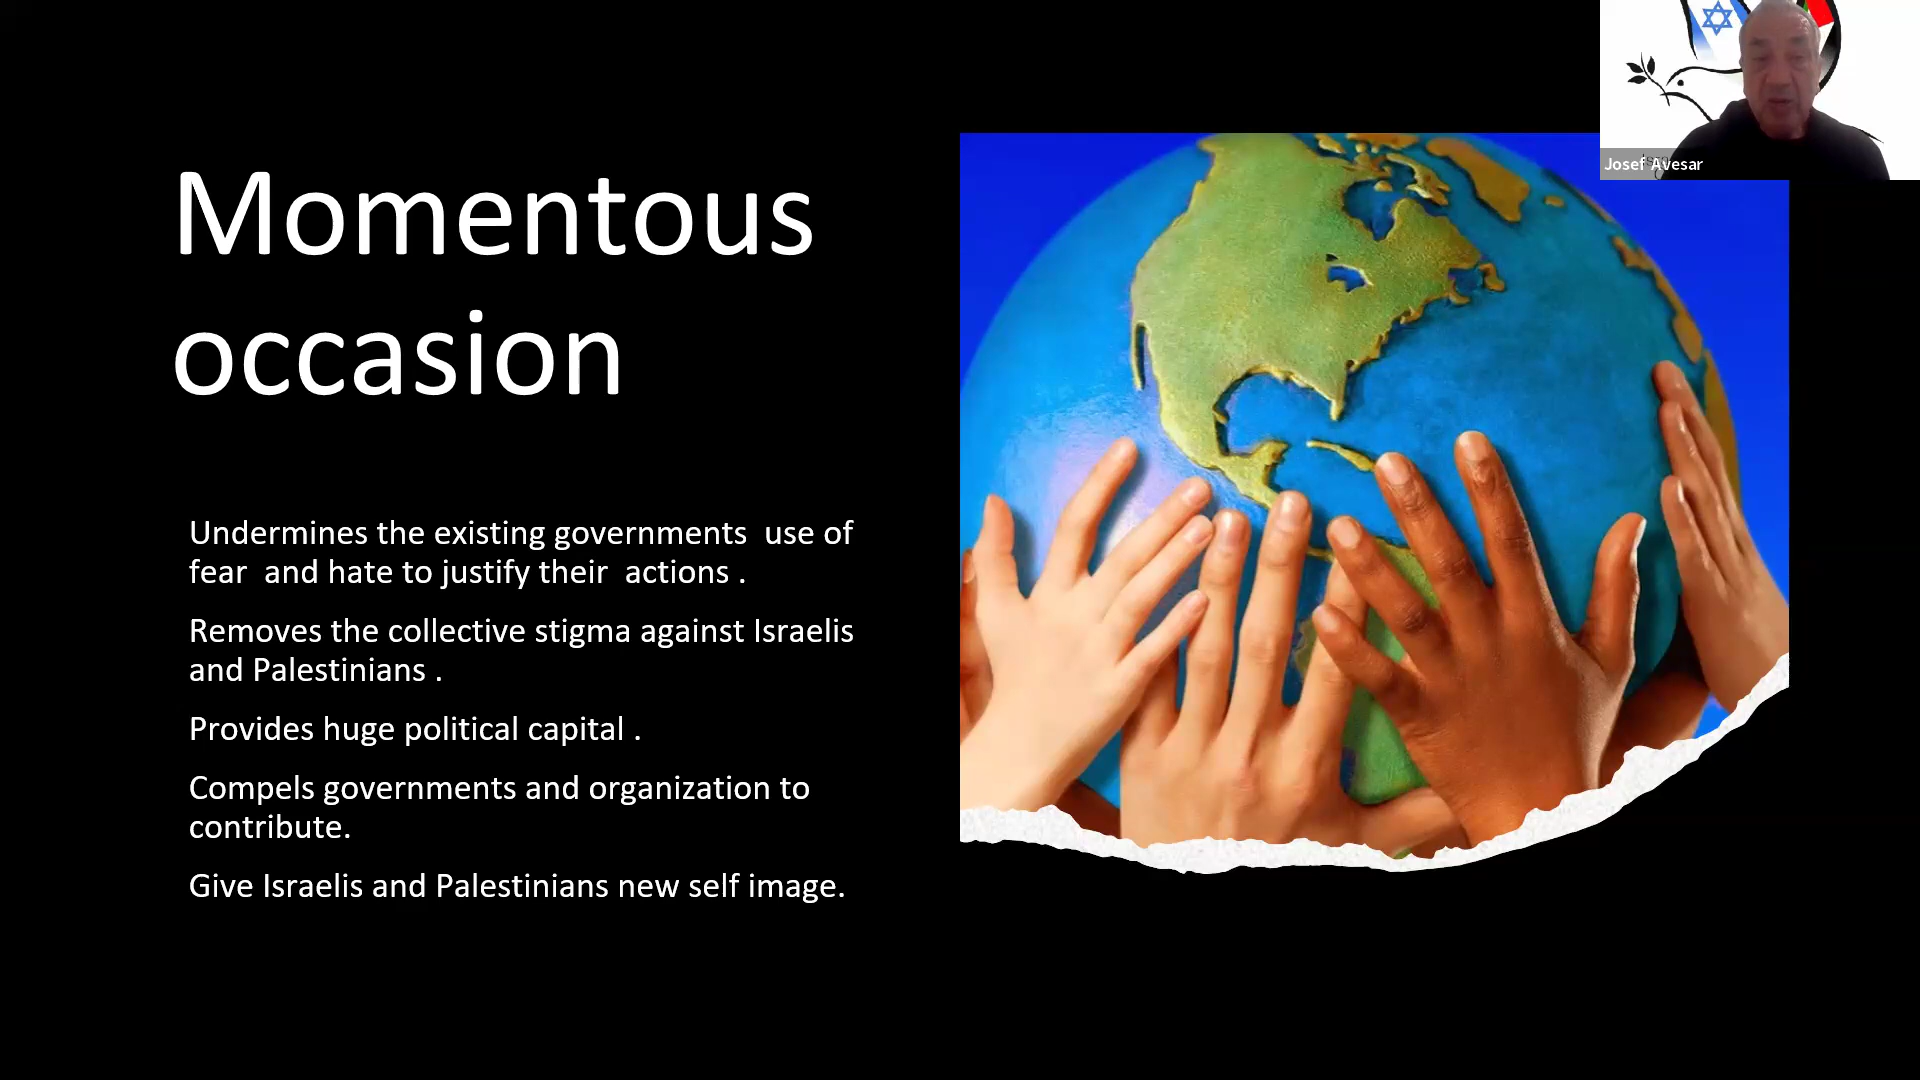 Momentous
occasion
Undermines the existing governments  use of
fear  and hate to justify their  actions .
Removes the collective stigma against Israelis
and Palestinians .
Provides huge political capital .
Compels governments and organization to
contribute.
Give Israelis and Palestinians new self image.
Josef Avesar